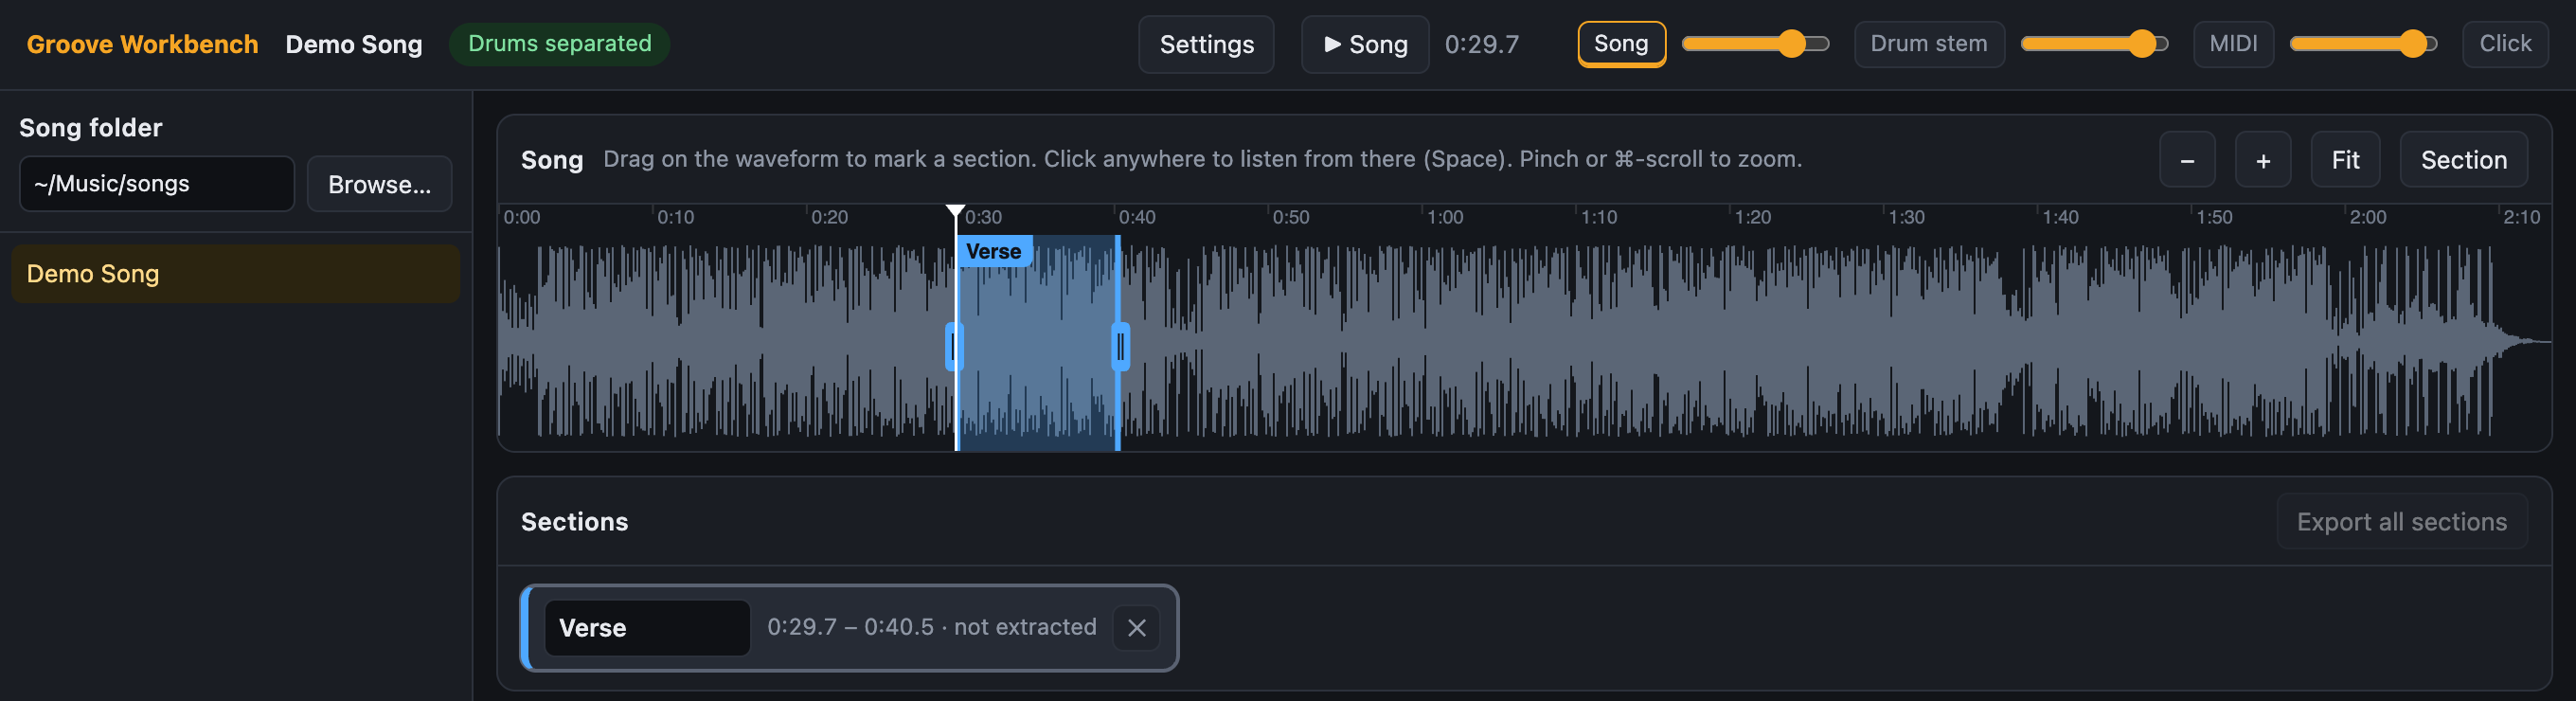 Groove Workbench Demo Song Drums separated Settings ▶ Song 0:29.7 Song Drum stem MIDI Click
Song folder
~/Music/songs Browse...
Demo Song
Song Drag on the waveform to mark a section. Click anywhere to listen from there (Space). Pinch or ⌘-scroll to zoom. − + Fit Section
0:00 0:10 0:20 0:30 0:40 0:50 1:00 1:10 1:20 1:30 1:40 1:50 2:00 2:10
Verse
Sections Export all sections
Verse 0:29.7 – 0:40.5 · not extracted ×